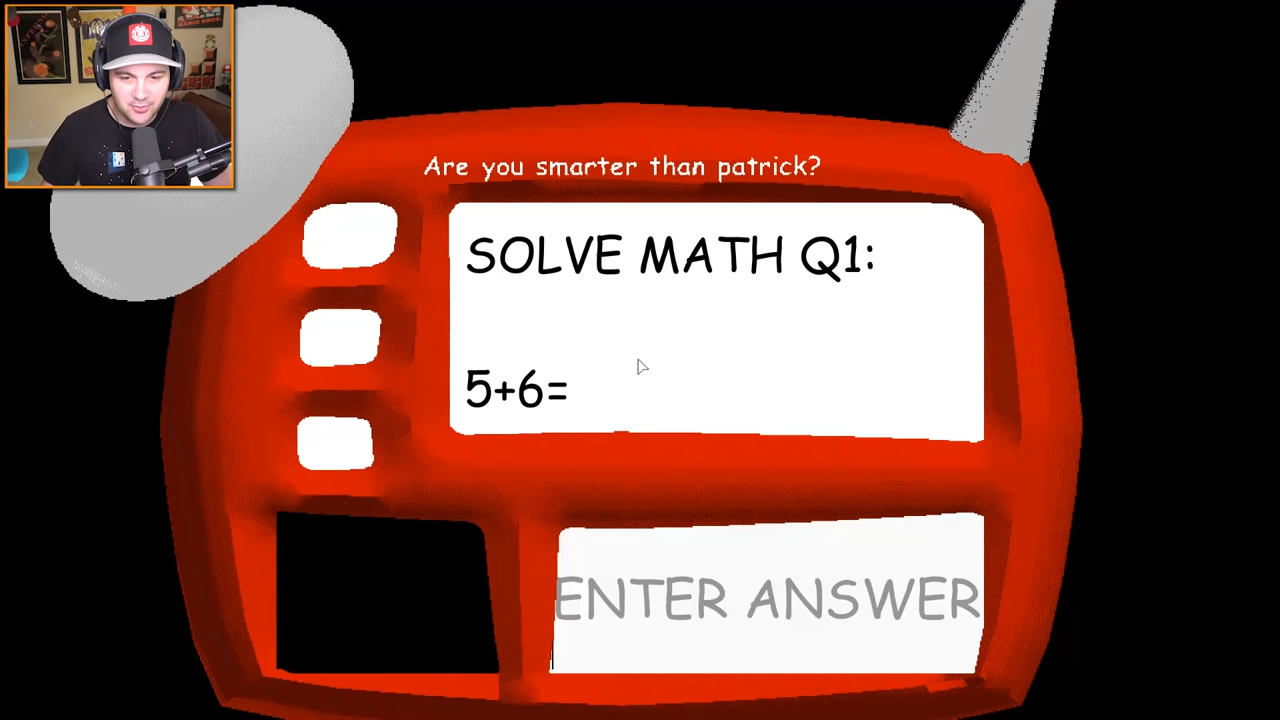 Are you smarter than patrick?
SOLVE MATH Q1:
5+6=
ENTER ANSWER